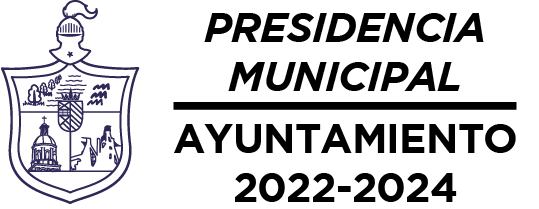 PRESIDENCIA
MUNICIPAL
AYUNTAMIENTO
2022-2024